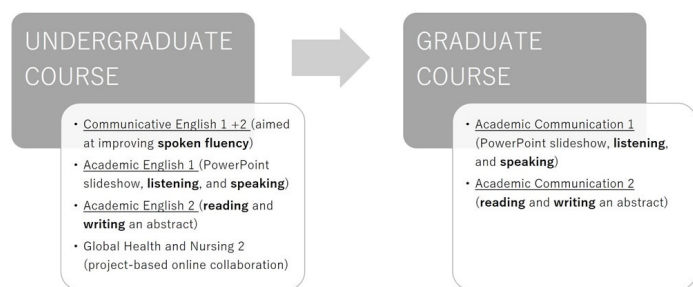 UNDERGRADUATE
COURSE
• Communicative English 1 +2 (aimed
at improving spoken fluency)
• Academic English 1 (PowerPoint
slideshow, listening, and speaking)
• Academic English 2 (reading and
writing an abstract)
• Global Health and Nursing 2
(project-based online collaboration)
GRADUATE
COURSE
• Academic Communication 1
(PowerPoint slideshow, listening,
and speaking)
• Academic Communication 2
(reading and writing an abstract)